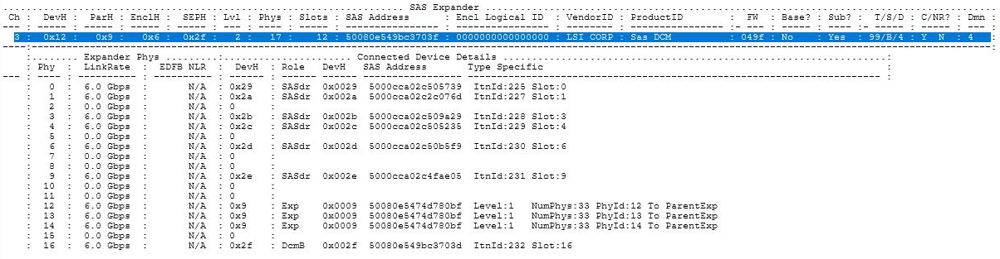 SAS Expander
Ch : DevH : ParH : EnclH : SEPH : Lvl : Phys : Slots : SAS Address : Encl Logical ID : VendorID : ProductID : FW : Base? : Sub? : T/S/D : C/NR? : Dmn :
3 : 0x12 : 0x9 : 0x6 : 0x2f : 2 : 17 : 12 : 50080e549bc3703f : 0000000000000000 : LSI CORP : Sas DCM : 049f : No : Yes : 99/B/4 : Y N : 4 :
Expander Phys : Connected Device Details :
: Phy : LinkRate : EDFB NLR : DevH : Role DevH SAS Address Type Specific :
: 0 : 6.0 Gbps : N/A : 0x29 : SASdr 0x0029 5000cca02c505739 ItnId:225 Slot:0
: 1 : 6.0 Gbps : N/A : 0x2a : SASdr 0x002a 5000cca02c2c076d ItnId:227 Slot:1
: 2 : 0.0 Gbps : N/A : 0 :
: 3 : 6.0 Gbps : N/A : 0x2b : SASdr 0x002b 5000cca02c509a29 ItnId:228 Slot:3
: 4 : 6.0 Gbps : N/A : 0x2c : SASdr 0x002c 5000cca02c505235 ItnId:229 Slot:4
: 5 : 0.0 Gbps : N/A : 0 :
: 6 : 6.0 Gbps : N/A : 0x2d : SASdr 0x002d 5000cca02c50b5f9 ItnId:230 Slot:6
: 7 : 0.0 Gbps : N/A : 0 :
: 8 : 0.0 Gbps : N/A : 0 :
: 9 : 6.0 Gbps : N/A : 0x2e : SASdr 0x002e 5000cca02c4fae05 ItnId:231 Slot:9
: 10 : 0.0 Gbps : N/A : 0 :
: 11 : 0.0 Gbps : N/A : 0 :
: 12 : 6.0 Gbps : N/A : 0x9 : Exp 0x0009 50080e5474d780bf Level:1 NumPhys:33 PhyId:12 To ParentExp
: 13 : 6.0 Gbps : N/A : 0x9 : Exp 0x0009 50080e5474d780bf Level:1 NumPhys:33 PhyId:13 To ParentExp
: 14 : 6.0 Gbps : N/A : 0x9 : Exp 0x0009 50080e5474d780bf Level:1 NumPhys:33 PhyId:14 To ParentExp
: 15 : 0.0 Gbps : N/A : 0 :
: 16 : 6.0 Gbps : N/A : 0x2f : DcmB 0x002f 50080e549bc3703d ItnId:232 Slot:16